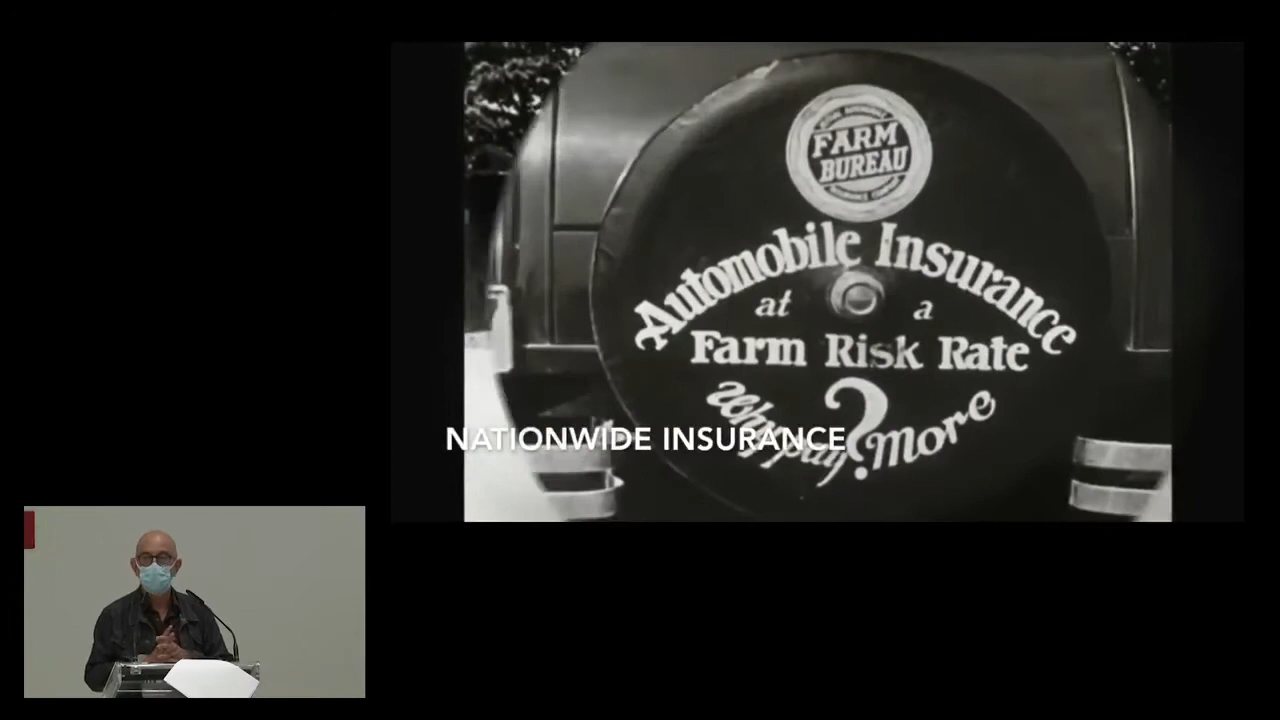 FARM
BUREAU
Automobile Insurance
at a
Farm Risk Rate
Why pay More?
NATIONWIDE INSURANCE